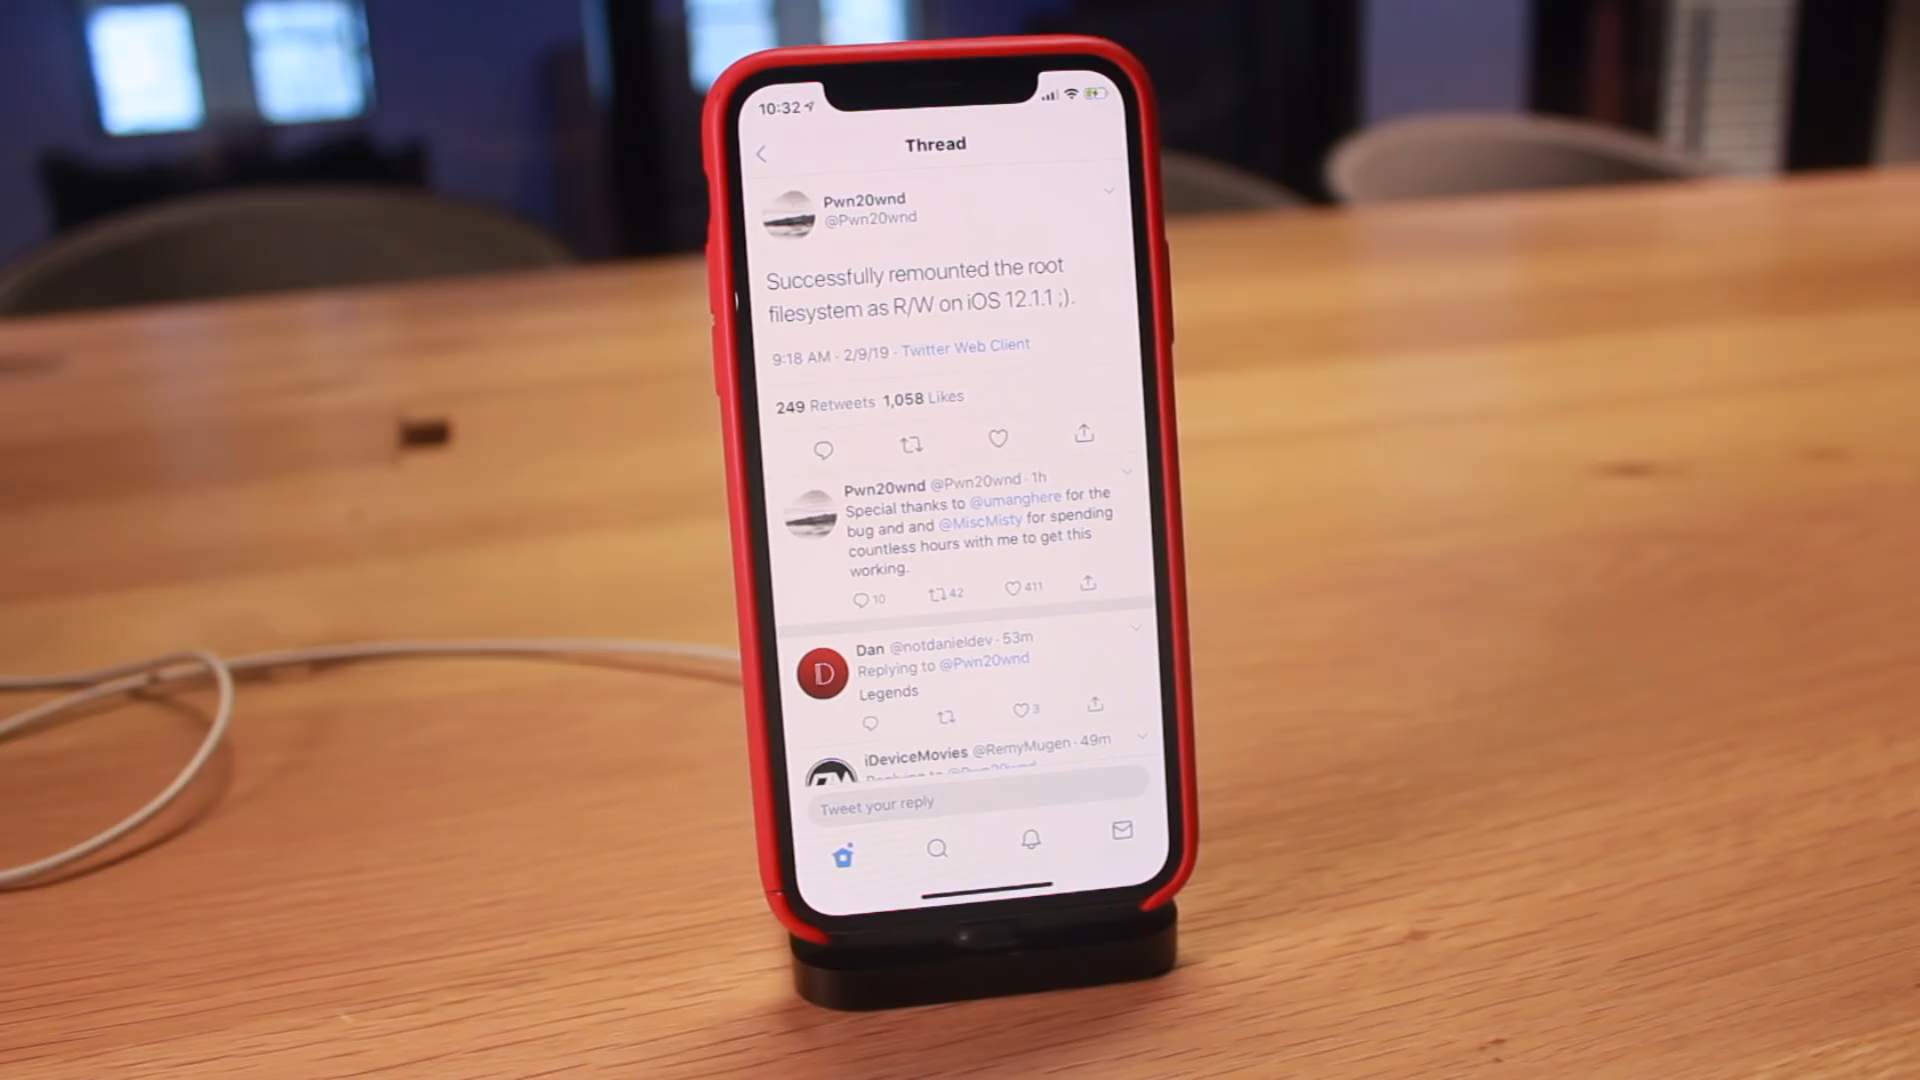 10:32
Thread
Pwn20wnd
@Pwn20wnd
Successfully remounted the root
filesystem as R/W on iOS 12.1.1 ;).
9:18 AM · 2/9/19 · Twitter Web Client
249 Retweets 1,058 Likes
Pwn20wnd @Pwn20wnd · 1h
Special thanks to @umanghere for the
bug and and @MiscMisty for spending
countless hours with me to get this
working.
10 42 411
Dan @notdanieldev · 53m
Replying to @Pwn20wnd
Legends
3
iDeviceMovies @RemyMugen · 49m
Replying to @Pwn20wnd
Tweet your reply